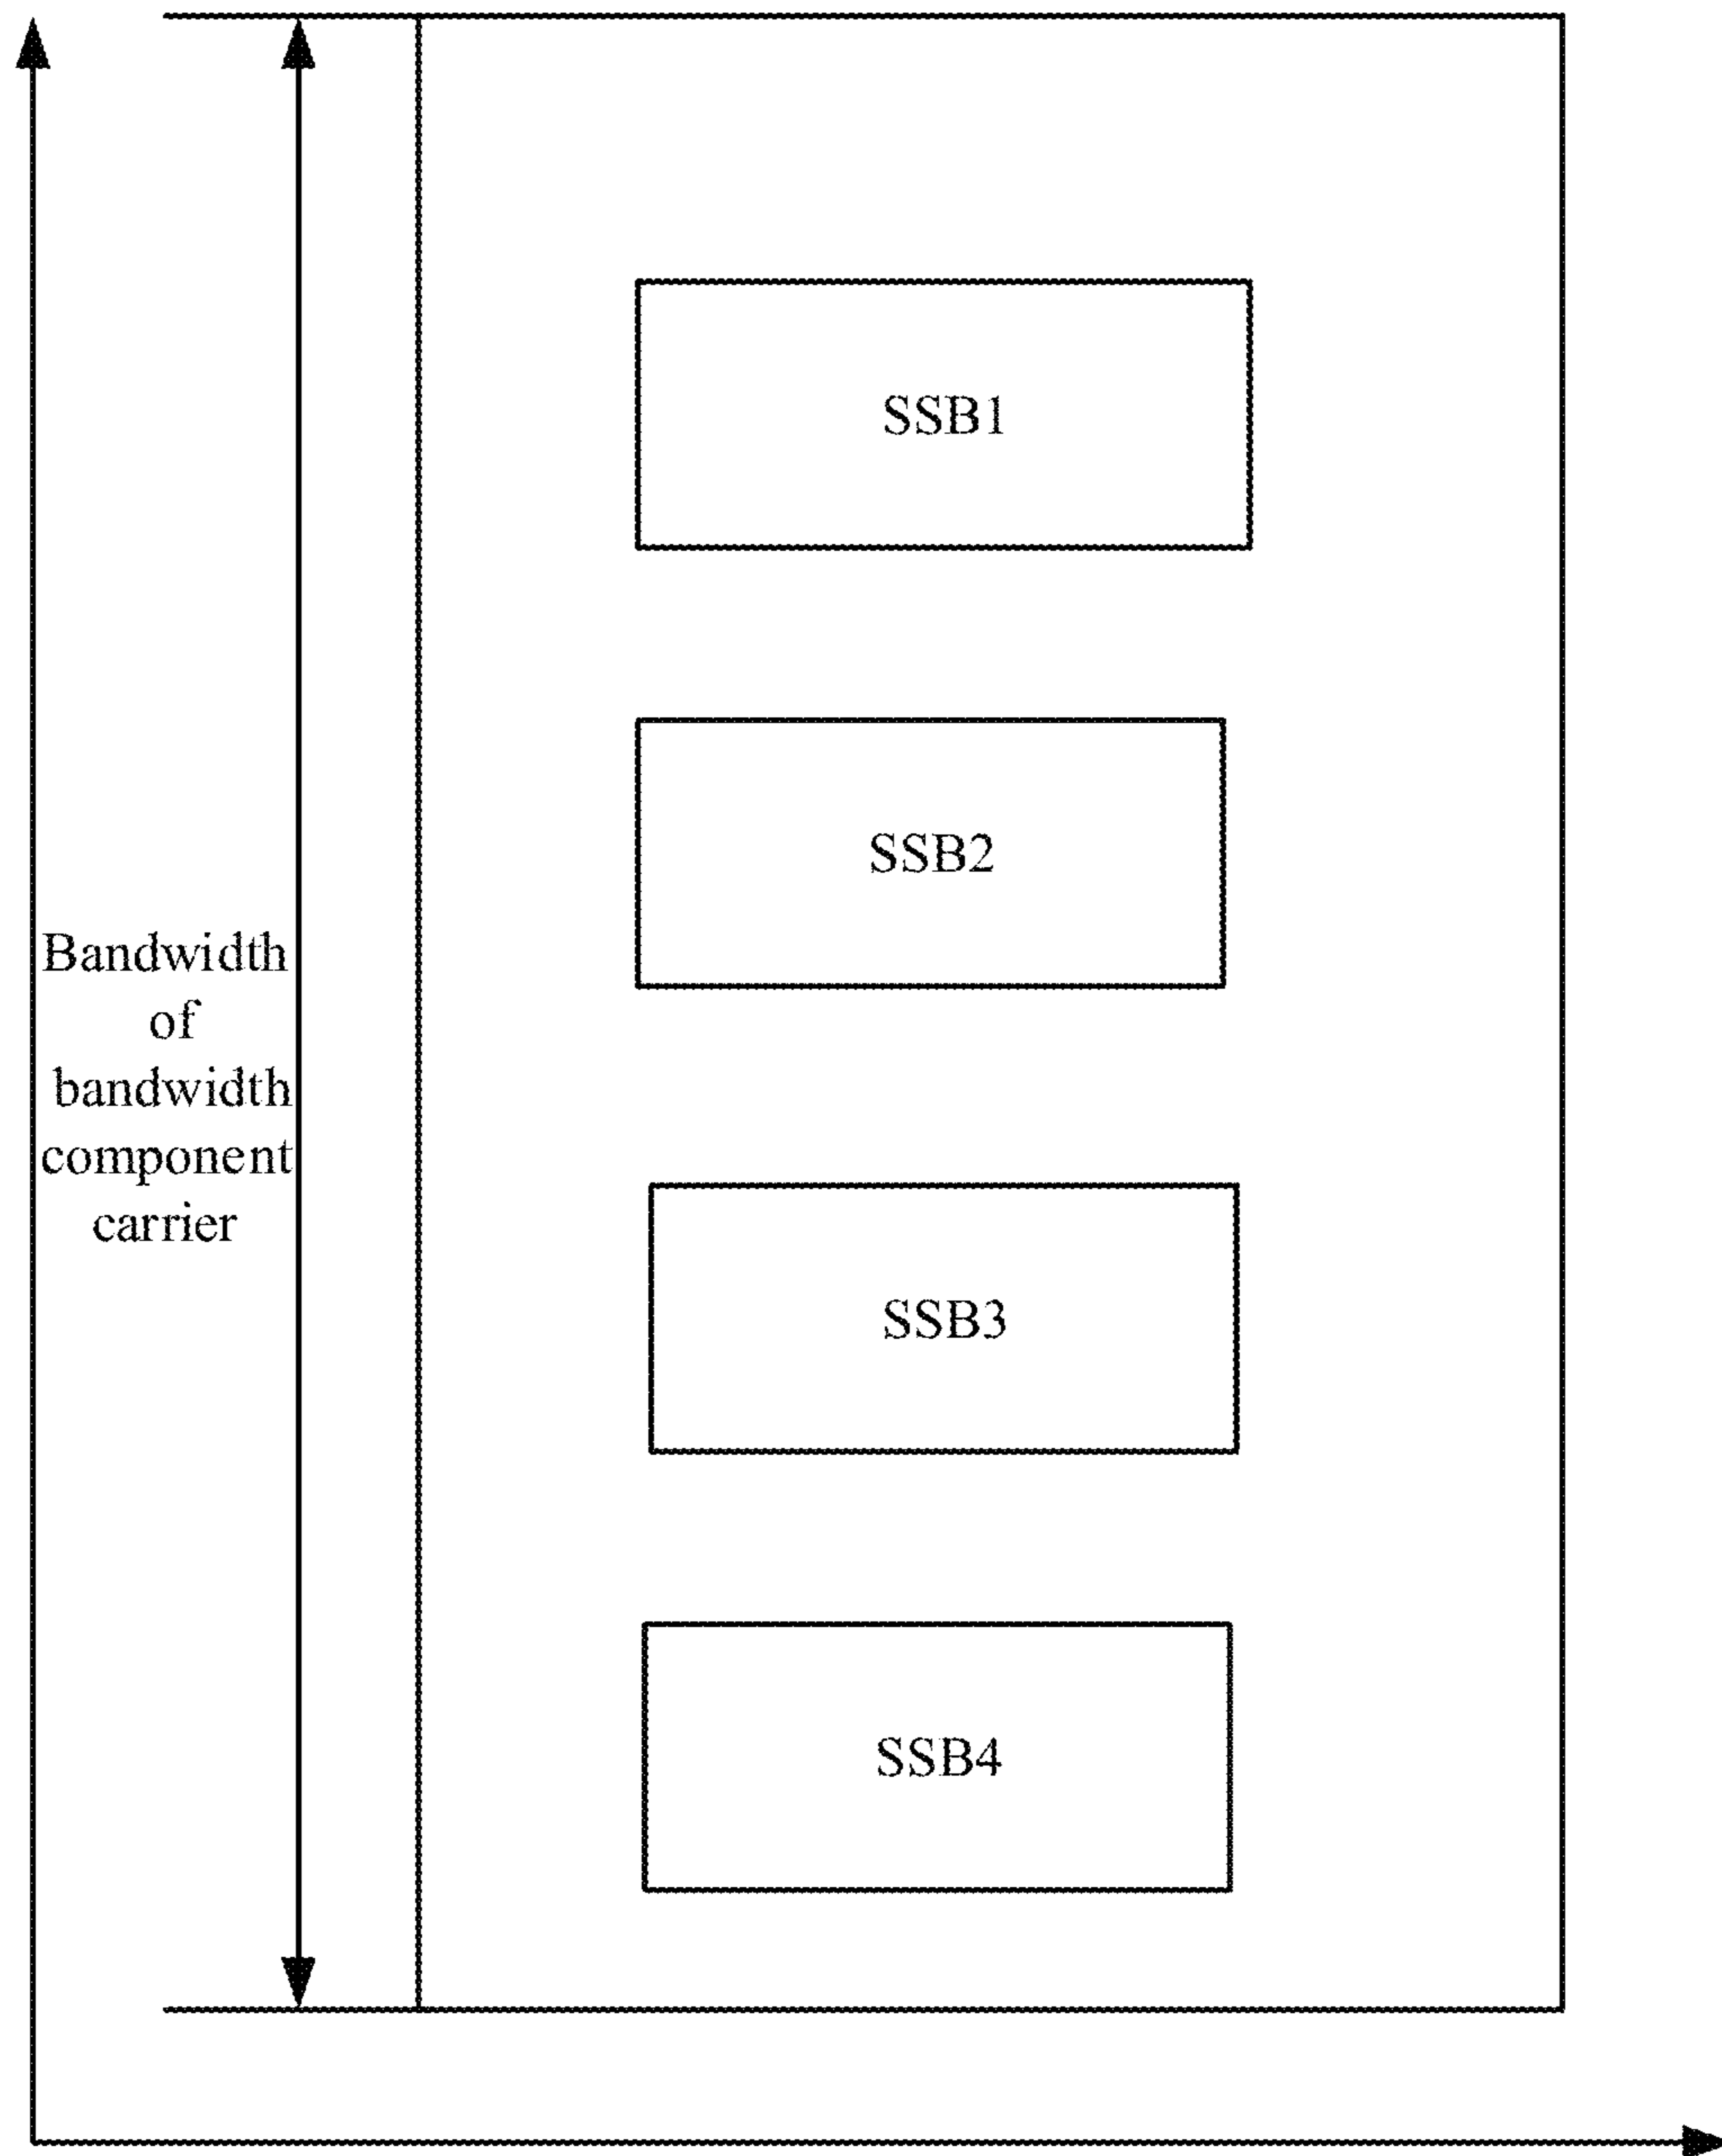 SSB1
SSB2
Bandwidth
of
bandwidth
component
carrier
SSB3
SSB4